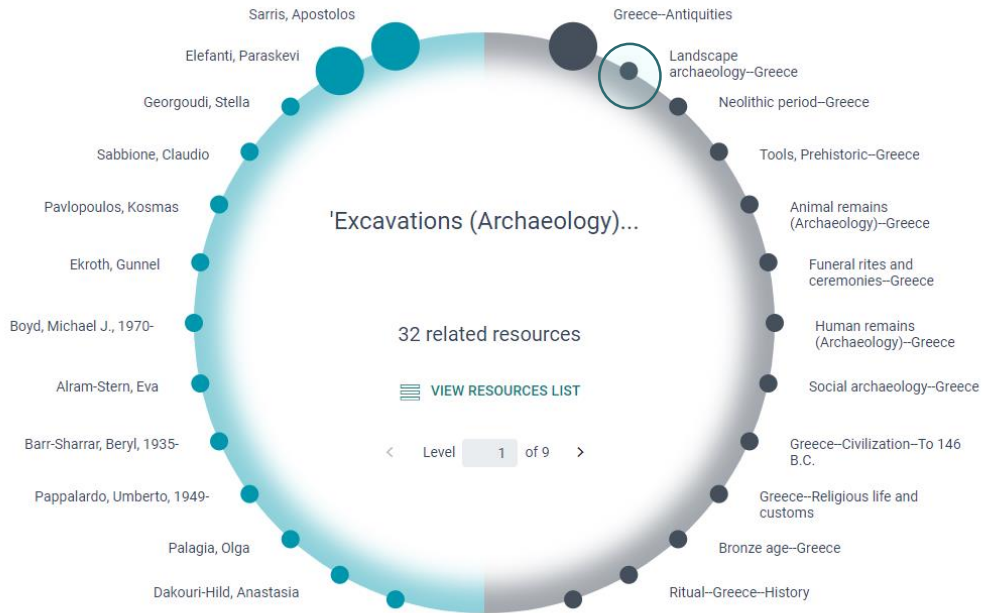 Sarris, Apostolos
Elefanti, Paraskevi
Georgoudi, Stella
Sabbione, Claudio
Pavlopoulos, Kosmas
Ekroth, Gunnel
Boyd, Michael J., 1970-
Alram-Stern, Eva
Barr-Sharrar, Beryl, 1935-
Pappalardo, Umberto, 1949-
Palagia, Olga
Dakouri-Hild, Anastasia
'Excavations (Archaeology)...
32 related resources
VIEW RESOURCES LIST
< Level 1 of 9 >
Greece--Antiquities
Landscape
archaeology--Greece
Neolithic period--Greece
Tools, Prehistoric--Greece
Animal remains
(Archaeology)--Greece
Funeral rites and
ceremonies--Greece
Human remains
(Archaeology)--Greece
Social archaeology--Greece
Greece--Civilization--To 146
B.C.
Greece--Religious life and
customs
Bronze age--Greece
Ritual--Greece--History